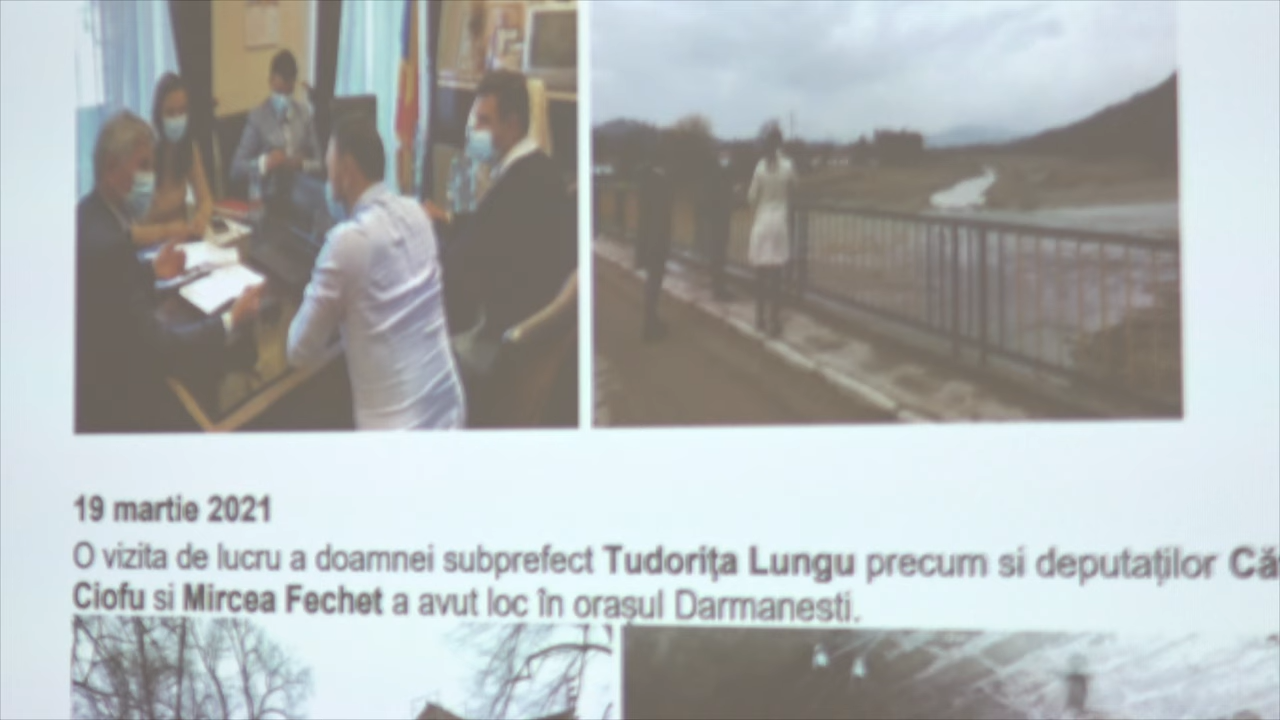 19 martie 2021
O vizita de lucru a doamnei subprefect Tudorița Lungu precum si deputaților
Ciofu si Mircea Fechet a avut loc în orașul Darmanesti.